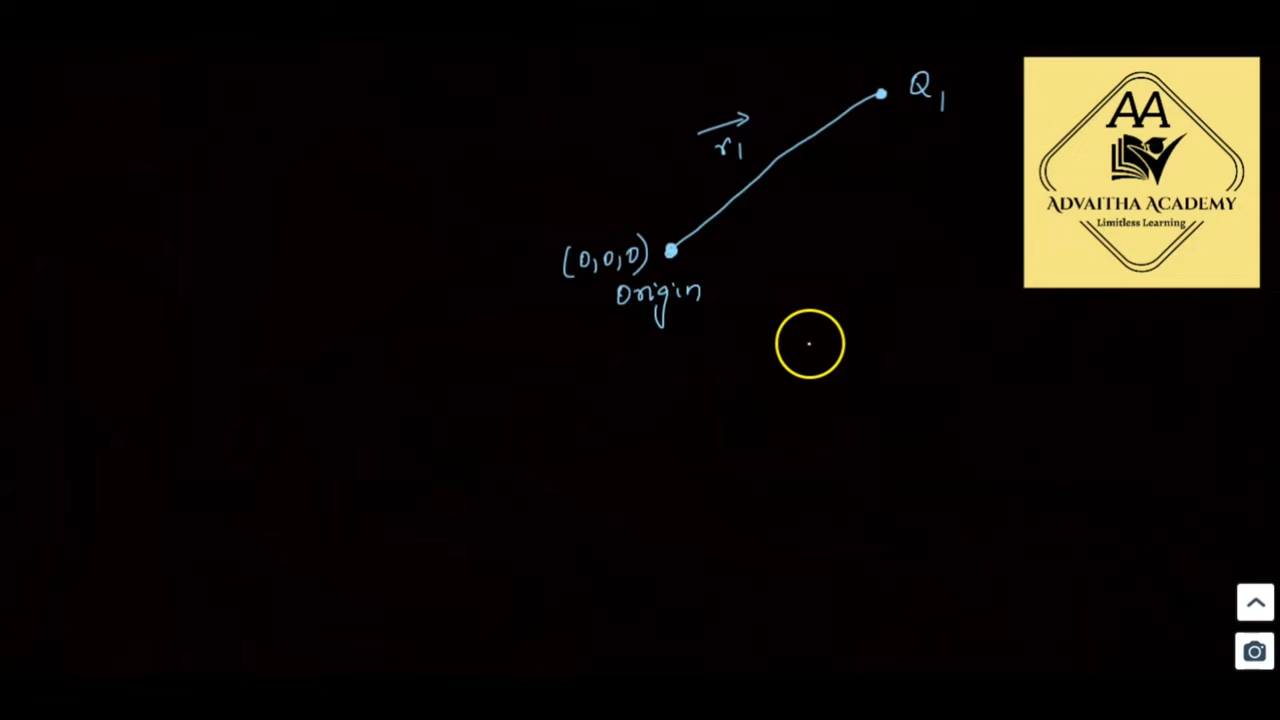 Q1
r1
(0,0,0)
Origin
AA
ADVAITHA ACADEMY
Limitless Learning